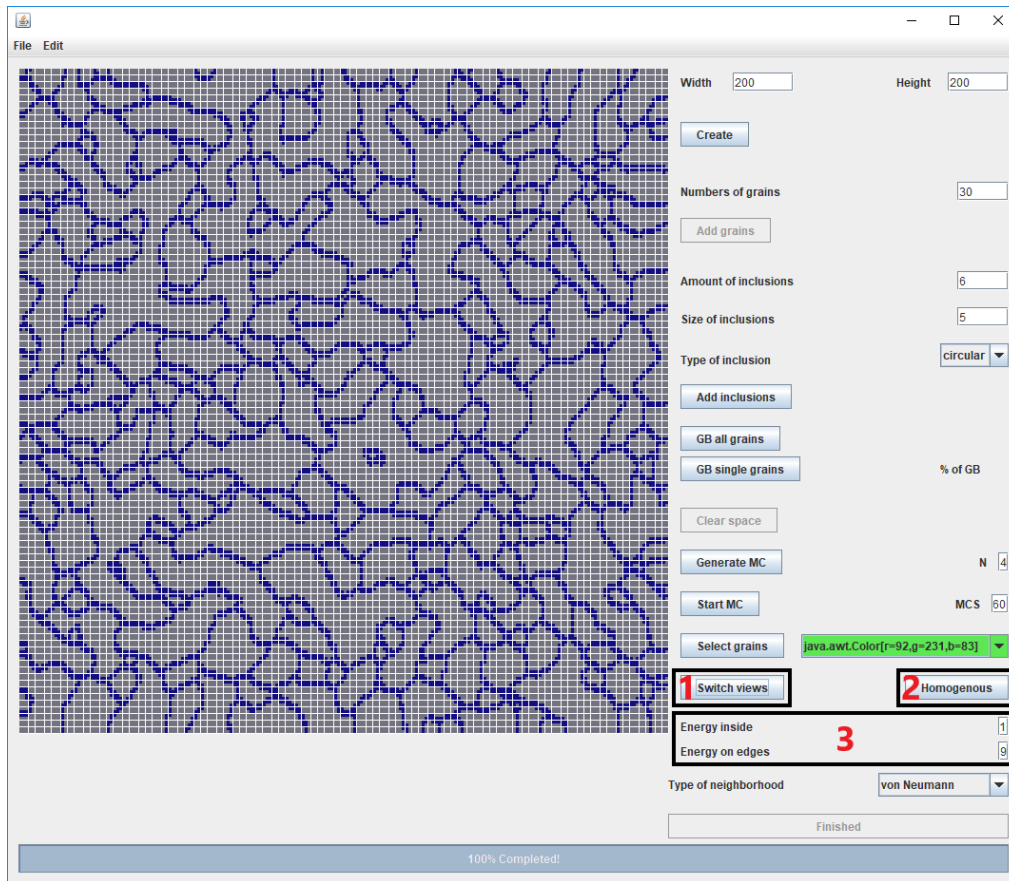 File Edit
Width 200 Height 200
Create
Numbers of grains 30
Add grains
Amount of inclusions 6
Size of inclusions 5
Type of inclusion circular
Add inclusions
GB all grains
GB single grains % of GB
Clear space
Generate MC N 4
Start MC MCS 60
Select grains java.awt.Color[r=92,g=231,b=83]
1 Switch views 2 Homogenous
Energy inside 1
3
Energy on edges 9
Type of neighborhood von Neumann
Finished
100% Completed!